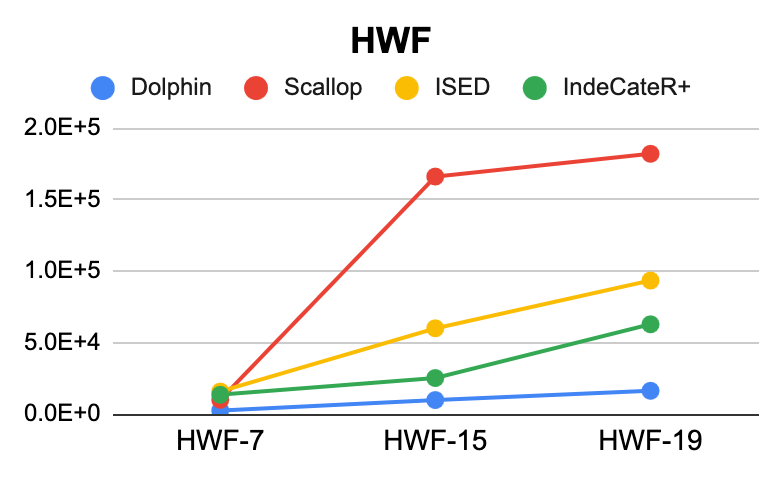 HWF
Dolphin Scallop ISED IndeCateR+
2.0E+5
1.5E+5
1.0E+5
5.0E+4
0.0E+0
HWF-7 HWF-15 HWF-19